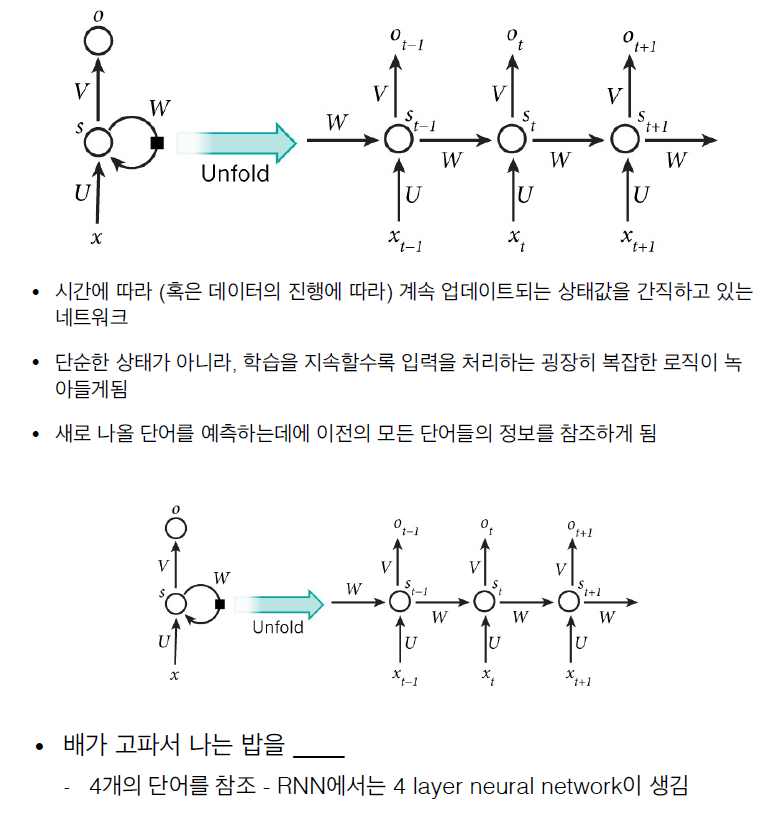 o
V
W
s
U
x
Unfold
o_{t-1} o_t o_{t+1}
V V V
W s_{t-1} s_t s_{t+1}
W W W
U U U
x_{t-1} x_t x_{t+1}
• 시간에 따라 (혹은 데이터의 진행에 따라) 계속 업데이트되는 상태값을 간직하고 있는
네트워크
• 단순한 상태가 아니라, 학습을 지속할수록 입력을 처리하는 굉장히 복잡한 로직이 녹
아들게됨
• 새로 나올 단어를 예측하는데에 이전의 모든 단어들의 정보를 참조하게 됨
o
V
W
s
U
x
Unfold
o_{t-1} o_t o_{t+1}
V V V
W s_{t-1} s_t s_{t+1}
W W W
U U U
x_{t-1} x_t x_{t+1}
• 배가 고파서 나는 밥을 ____
- 4개의 단어를 참조 - RNN에서는 4 layer neural network이 생김